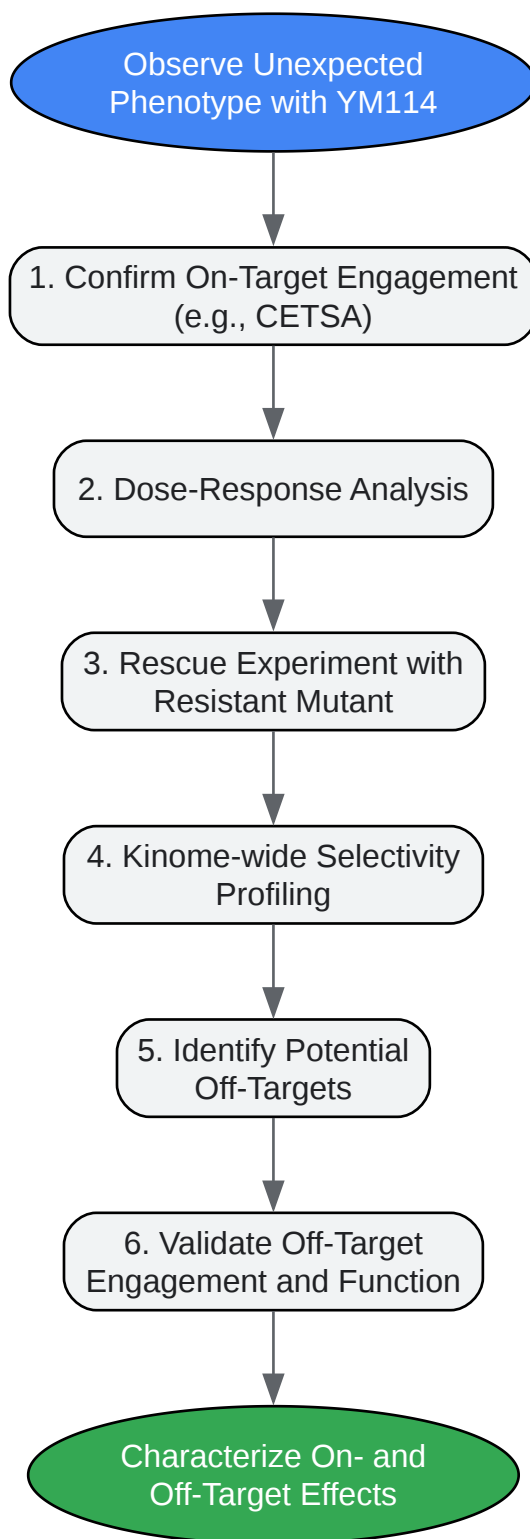 Observe Unexpected
Phenotype with YM114
1. Confirm On-Target Engagement
(e.g., CETSA)
2. Dose-Response Analysis
3. Rescue Experiment with
Resistant Mutant
4. Kinome-wide Selectivity
Profiling
5. Identify Potential
Off-Targets
6. Validate Off-Target
Engagement and Function
Characterize On- and
Off-Target Effects